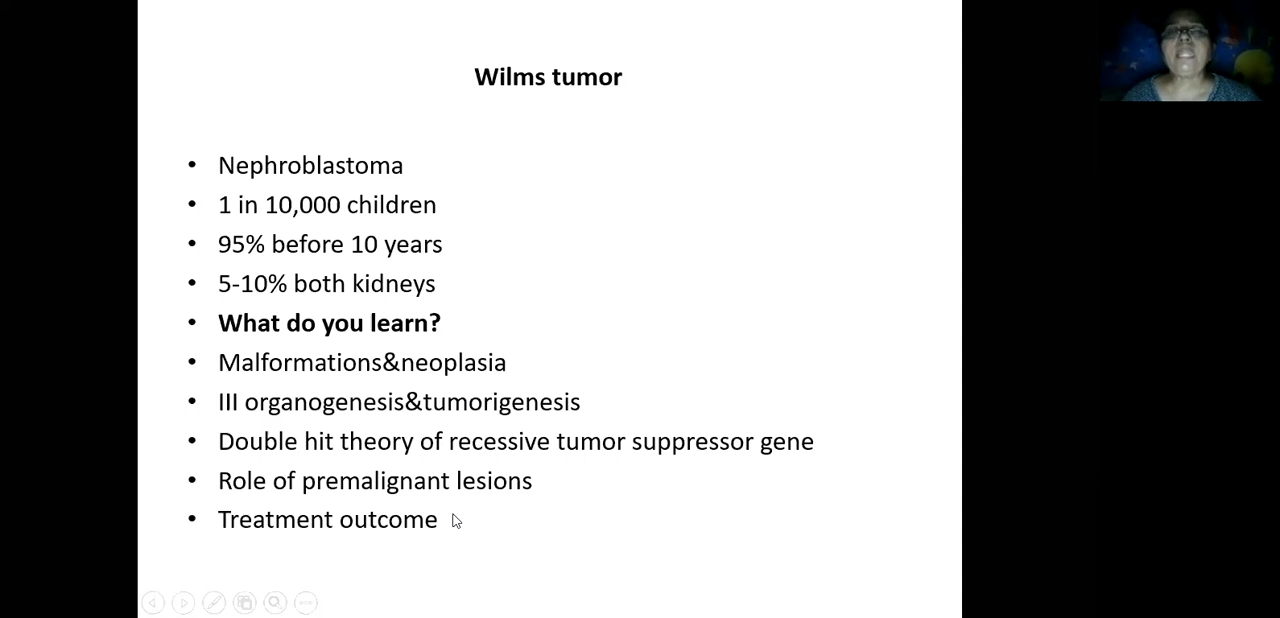 Wilms tumor
• Nephroblastoma
• 1 in 10,000 children
• 95% before 10 years
• 5-10% both kidneys
• What do you learn?
• Malformations&neoplasia
• III organogenesis&tumorigenesis
• Double hit theory of recessive tumor suppressor gene
• Role of premalignant lesions
• Treatment outcome